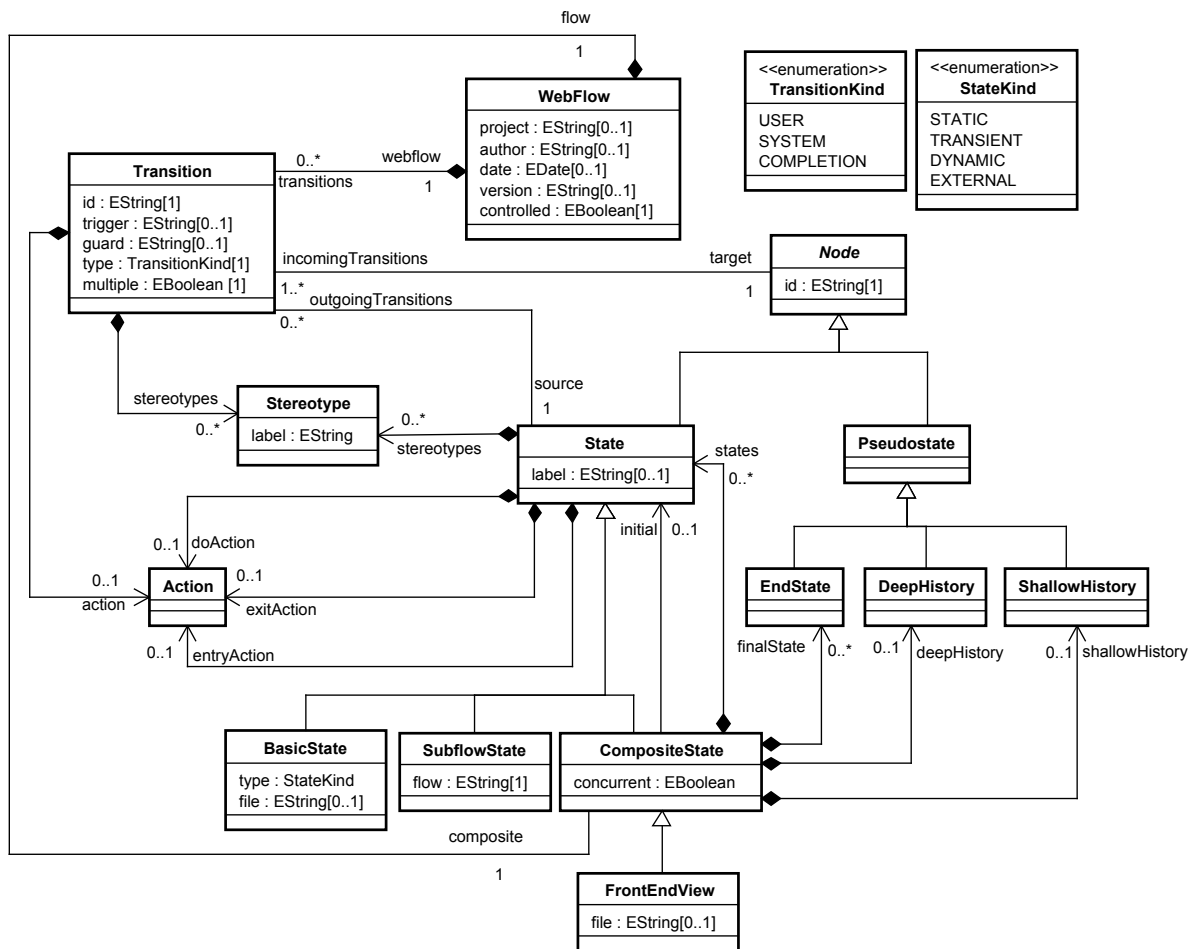 flow
1
WebFlow
project : EString[0..1]
author : EString[0..1]
date : EDate[0..1]
version : EString[0..1]
controlled : EBoolean[1]
<<enumeration>>
TransitionKind
USER
SYSTEM
COMPLETION
<<enumeration>>
StateKind
STATIC
TRANSIENT
DYNAMIC
EXTERNAL
Transition
id : EString[1]
trigger : EString[0..1]
guard : EString[0..1]
type : TransitionKind[1]
multiple : EBoolean [1]
0..*
transitions
webflow
1
incomingTransitions
1..*
target
1
Node
id : EString[1]
outgoingTransitions
0..*
source
1
stereotypes
0..*
Stereotype
label : EString
0..*
stereotypes
State
label : EString[0..1]
states
0..*
Pseudostate
initial
0..1
0..1
doAction
0..1
action
Action
0..1
exitAction
0..1
entryAction
EndState
DeepHistory
ShallowHistory
finalState
0..*
0..1
deepHistory
0..1
shallowHistory
BasicState
type : StateKind
file : EString[0..1]
SubflowState
flow : EString[1]
CompositeState
concurrent : EBoolean
composite
1
FrontEndView
file : EString[0..1]